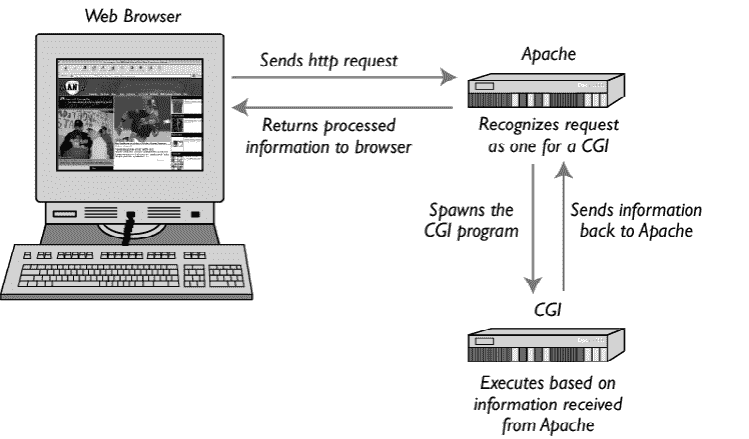 Web Browser
Sends http request
Apache
Returns processed
information to browser
Recognizes request
as one for a CGI
Spawns the
CGI program
Sends information
back to Apache
CGI
Executes based on
information received
from Apache